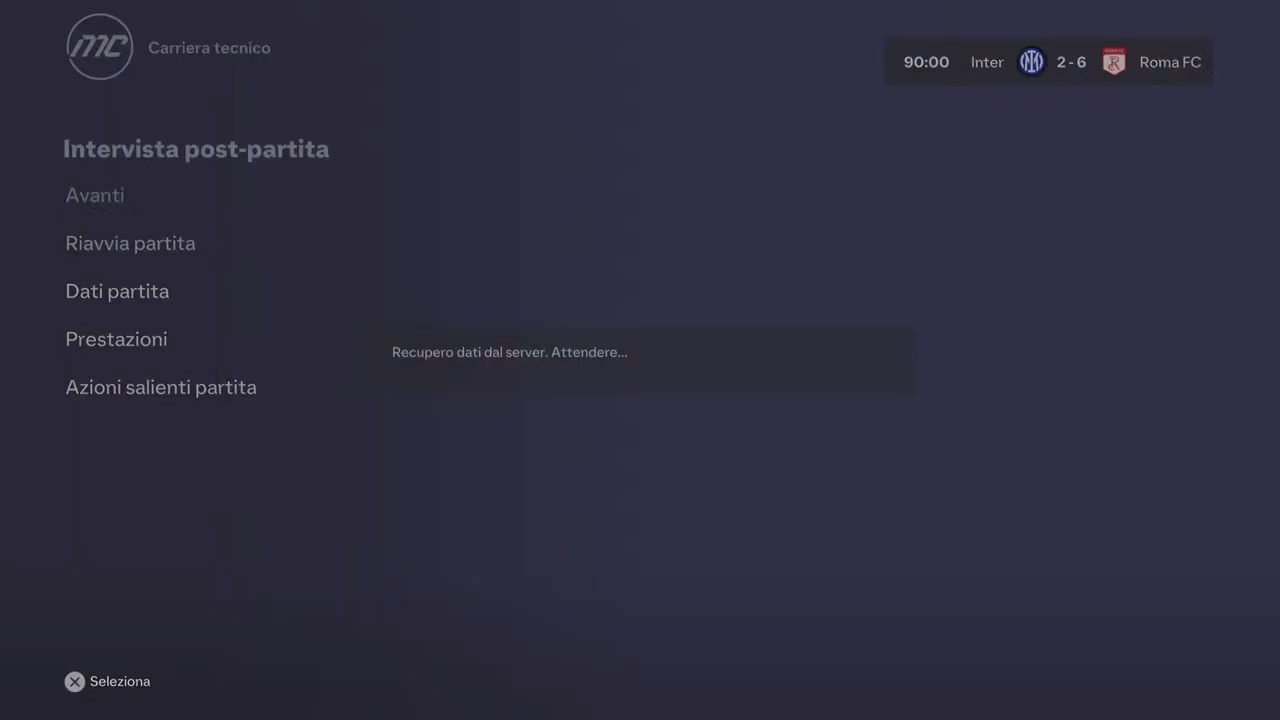 MC Carriera tecnico
90:00 Inter 2 - 6 Roma FC
Intervista post-partita
Avanti
Riavvia partita
Dati partita
Prestazioni
Azioni salienti partita
Recupero dati dal server. Attendere...
Seleziona